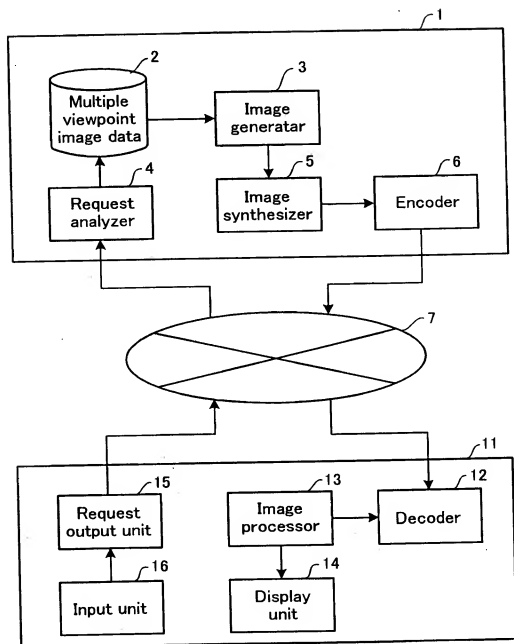 1
2
Multiple
viewpoint
image data
3
Image
generatar
4
Request
analyzer
5
Image
synthesizer
6
Encoder
7
11
15
Request
output unit
13
Image
processor
12
Decoder
16
Input unit
14
Display
unit